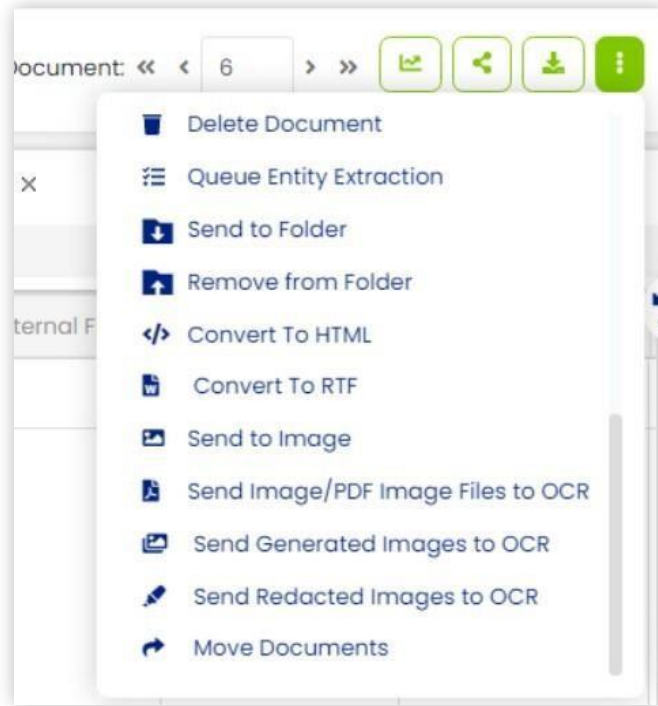 Document: « ‹ 6 › »
Delete Document
Queue Entity Extraction
Send to Folder
Remove from Folder
ternal F
Convert To HTML
Convert To RTF
Send to Image
Send Image/PDF Image Files to OCR
Send Generated Images to OCR
Send Redacted Images to OCR
Move Documents